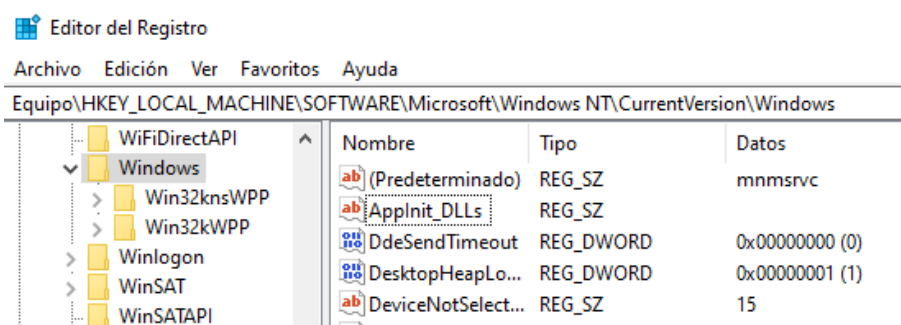 Editor del Registro
Archivo Edición Ver Favoritos Ayuda
Equipo\HKEY_LOCAL_MACHINE\SOFTWARE\Microsoft\Windows NT\CurrentVersion\Windows
WiFiDirectAPI
Windows
Win32knsWPP
Win32kWPP
Winlogon
WinSAT
WinSATAPI
Nombre Tipo Datos
(Predeterminado) REG_SZ mnmsrvc
AppInit_DLLs REG_SZ
DdeSendTimeout REG_DWORD 0x00000000 (0)
DesktopHeapLo... REG_DWORD 0x00000001 (1)
DeviceNotSelect... REG_SZ 15